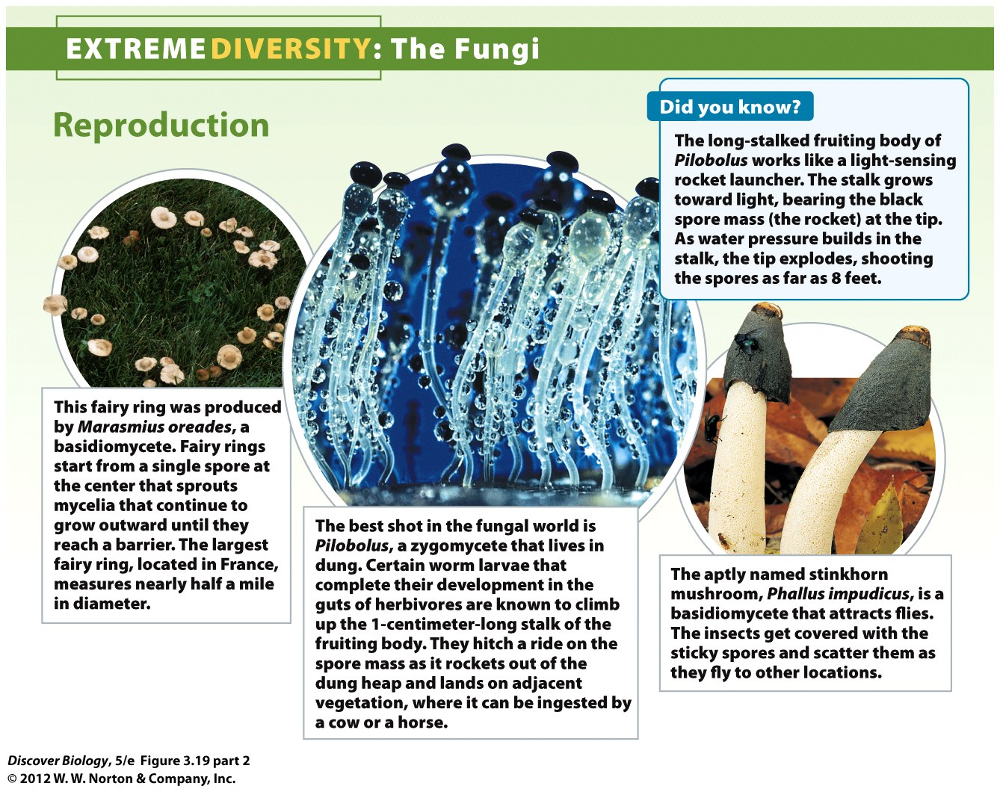 EXTREME DIVERSITY: The Fungi
Reproduction
Did you know?
The long-stalked fruiting body of
Pilobolus works like a light-sensing
rocket launcher. The stalk grows
toward light, bearing the black
spore mass (the rocket) at the tip.
As water pressure builds in the
stalk, the tip explodes, shooting
the spores as far as 8 feet.
This fairy ring was produced
by Marasmius oreades, a
basidiomycete. Fairy rings
start from a single spore at
the center that sprouts
mycelia that continue to
grow outward until they
reach a barrier. The largest
fairy ring, located in France,
measures nearly half a mile
in diameter.
The best shot in the fungal world is
Pilobolus, a zygomycete that lives in
dung. Certain worm larvae that
complete their development in the
guts of herbivores are known to climb
up the 1-centimeter-long stalk of the
fruiting body. They hitch a ride on the
spore mass as it rockets out of the
dung heap and lands on adjacent
vegetation, where it can be ingested by
a cow or a horse.
The aptly named stinkhorn
mushroom, Phallus impudicus, is a
basidiomycete that attracts flies.
The insects get covered with the
sticky spores and scatter them as
they fly to other locations.
Discover Biology, 5/e Figure 3.19 part 2
© 2012 W. W. Norton & Company, Inc.